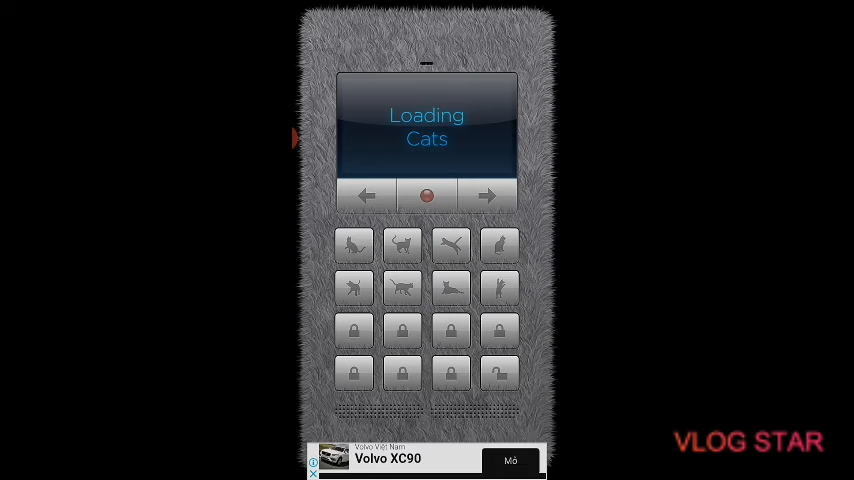 Loading
Cats
Volvo Việt Nam
Volvo XC90
Mở
VLOG STAR